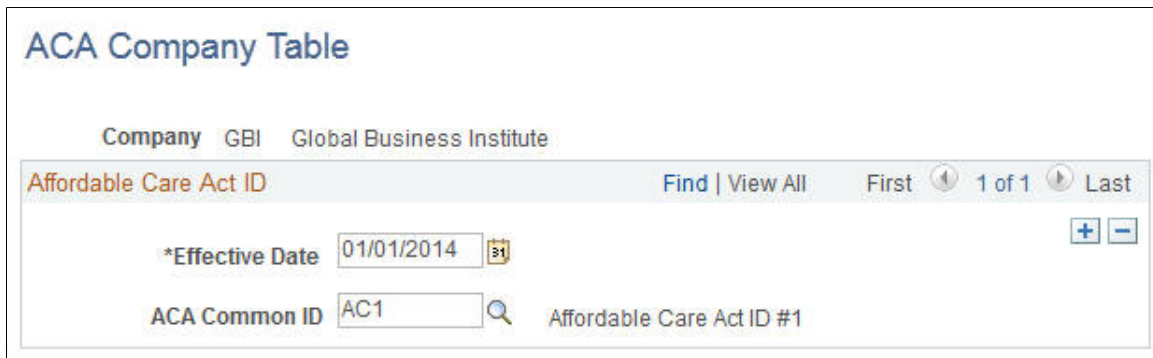 ACA Company Table
Company GBI Global Business Institute
Affordable Care Act ID Find | View All First 1 of 1 Last
*Effective Date 01/01/2014 31
ACA Common ID AC1 Affordable Care Act ID #1